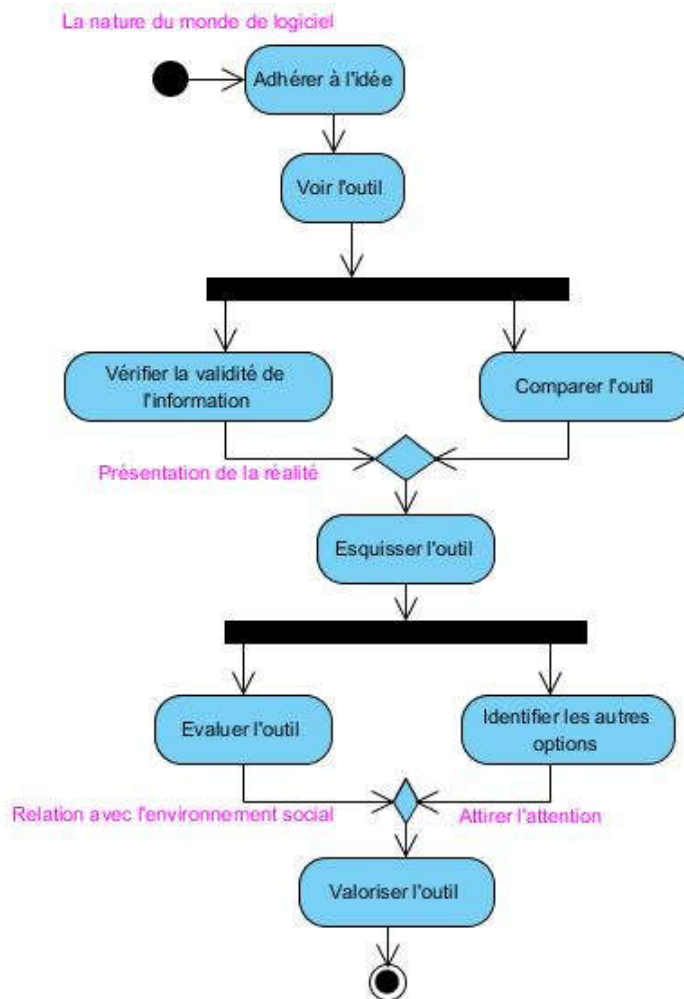 La nature du monde de logiciel
Adhérer à l'idée
Voir l'outil
Vérifier la validité de
l'information
Comparer l'outil
Présentation de la réalité
Esquisser l'outil
Evaluer l'outil
Identifier les autres
options
Relation avec l'environnement social
Attirer l'attention
Valoriser l'outil